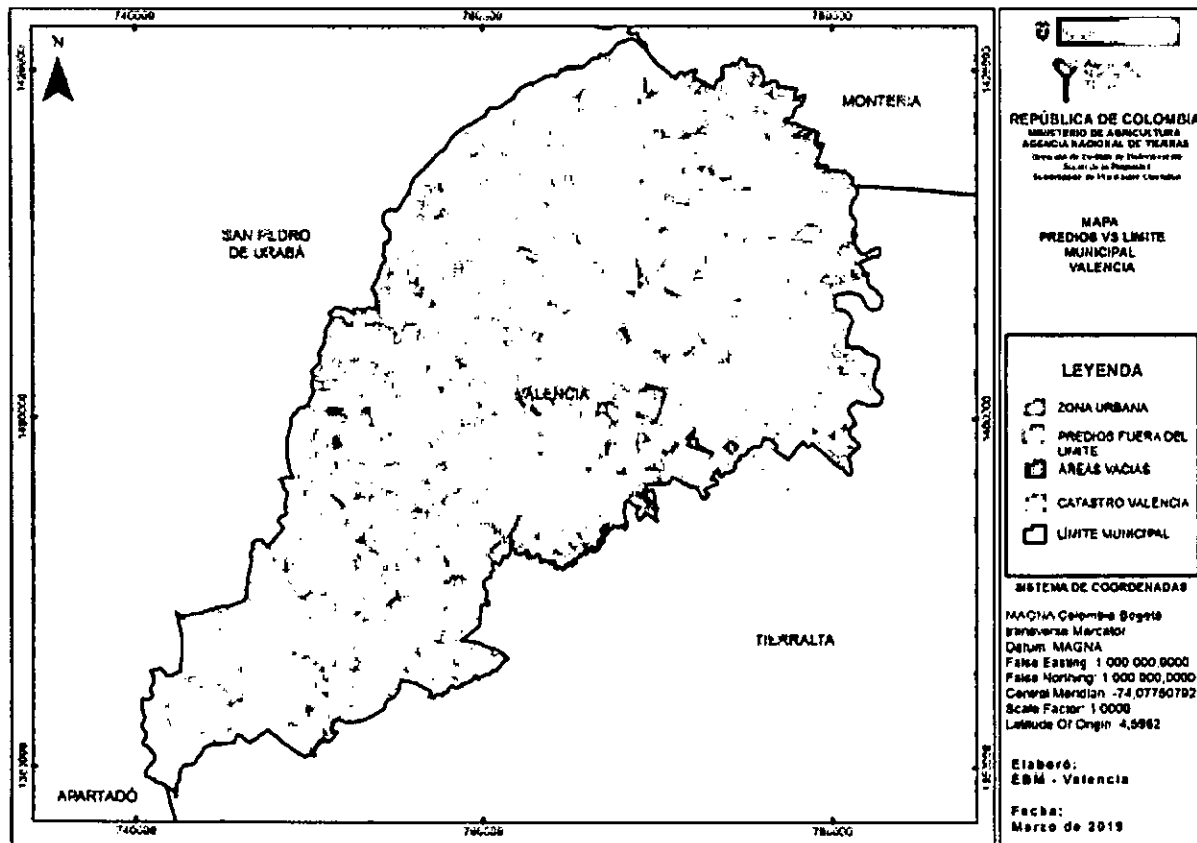 740000
780000
N
MONTERIA
SAN PEDRO
DE URABÁ
VALENCIA
TIERRALTA
APARTADÓ
740000
REPÚBLICA DE COLOMBIA
MINISTERIO DE AGRICULTURA
AGENCIA NACIONAL DE TIERRAS
MAPA
PREDIOS VS LIMITE
MUNICIPAL
VALENCIA
LEYENDA
ZONA URBANA
PREDIOS FUERA DEL
LIMITE
ÁREAS VACIAS
CATASTRO VALENCIA
LÍMITE MUNICIPAL
SISTEMA DE COORDENADAS
MAGNA Colombia Bogotá
transverse Mercator
Datum: MAGNA
False Easting: 1 000 000,0000
False Northing: 1 000 000,0000
Central Meridian: -74,07750792
Scale Factor: 1 0000
Latitude Of Origin: 4,5962
Elaboró:
EBM - Valencia
Fecha:
Marzo de 2019